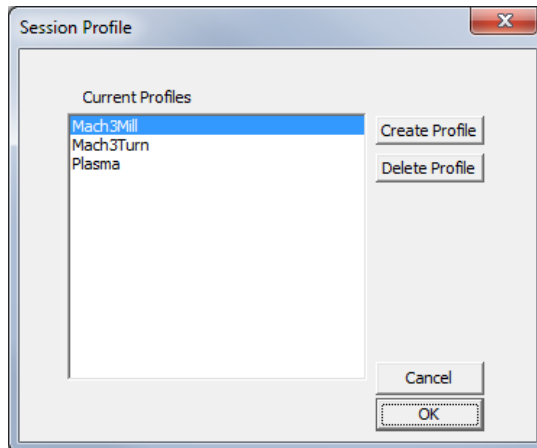 Session Profile
Current Profiles
Mach3Mill
Mach3Turn
Plasma
Create Profile
Delete Profile
Cancel
OK